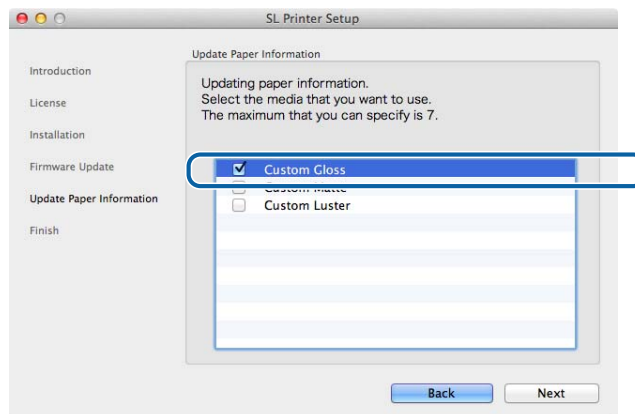 SL Printer Setup
Update Paper Information
Introduction
License
Installation
Firmware Update
Update Paper Information
Finish
Updating paper information.
Select the media that you want to use.
The maximum that you can specify is 7.
Custom Gloss
Custom Matte
Custom Luster
Back
Next